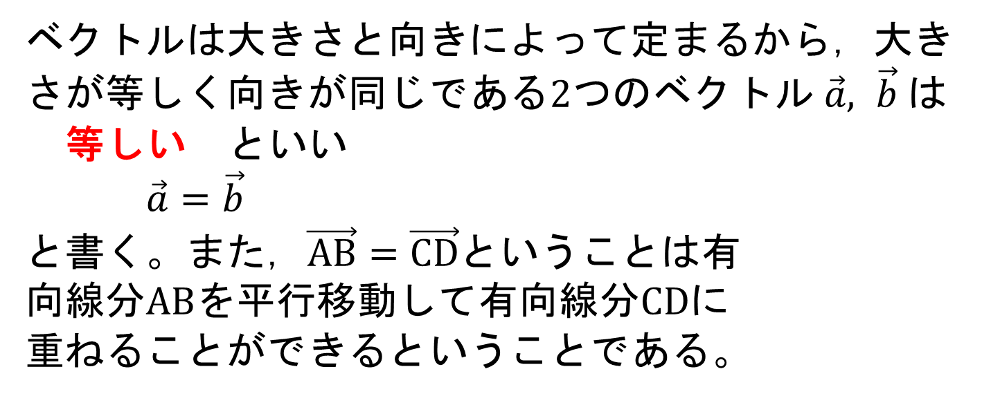 ベクトルは大きさと向きによって定まるから，大き
さが等しく向きが同じである2つのベクトル $\vec{a}$, $\vec{b}$ は
等しい　といい
$\vec{a} = \vec{b}$
と書く。また，$\overrightarrow{\mathrm{AB}} = \overrightarrow{\mathrm{CD}}$ということは有
向線分ABを平行移動して有向線分CDに
重ねることができるということである。